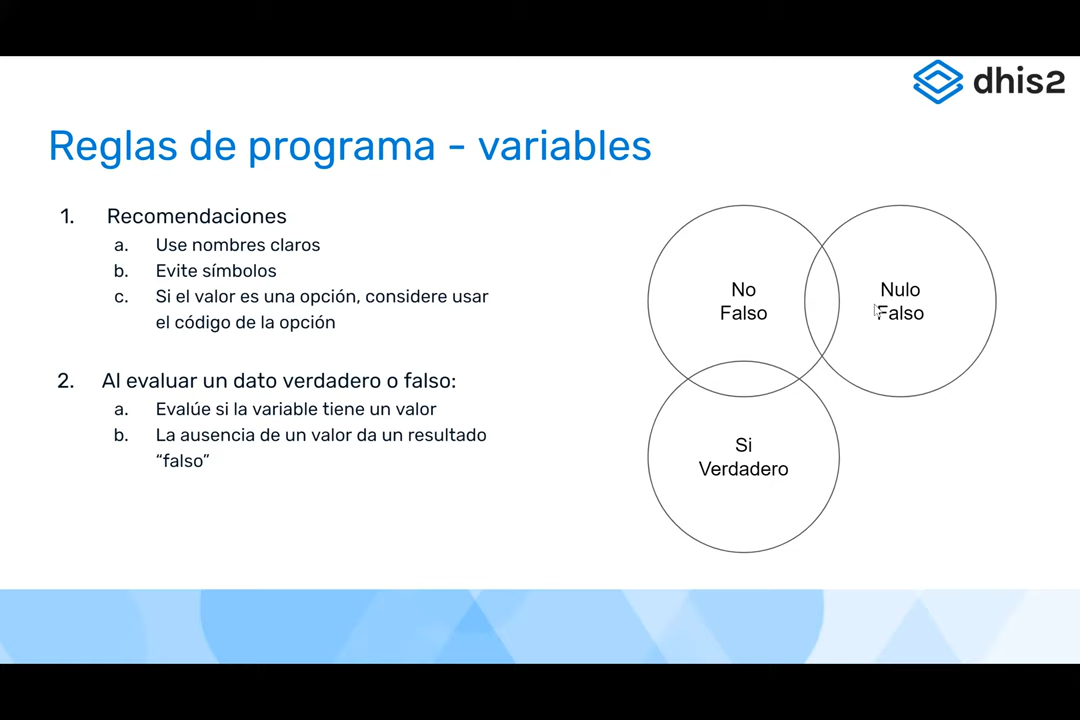 dhis2
Reglas de programa - variables
1. Recomendaciones
a. Use nombres claros
b. Evite símbolos
c. Si el valor es una opción, considere usar
el código de la opción
2. Al evaluar un dato verdadero o falso:
a. Evalúe si la variable tiene un valor
b. La ausencia de un valor da un resultado
“falso”
No
Falso
Nulo
Falso
Si
Verdadero